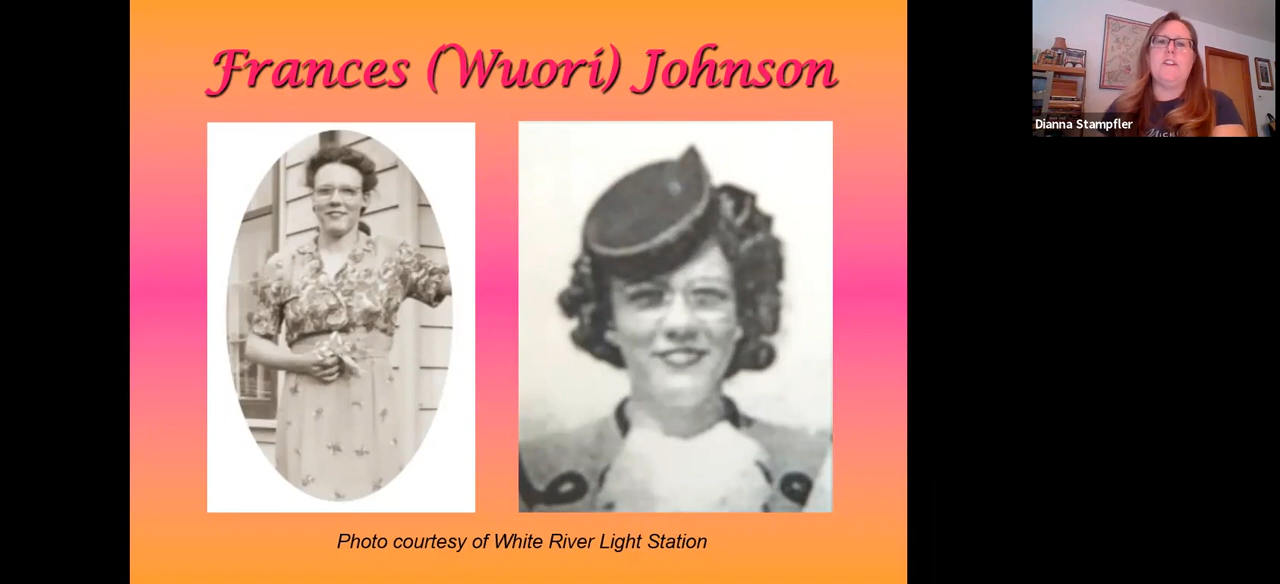 Frances (Wuori) Johnson
Dianna Stampfler
Photo courtesy of White River Light Station